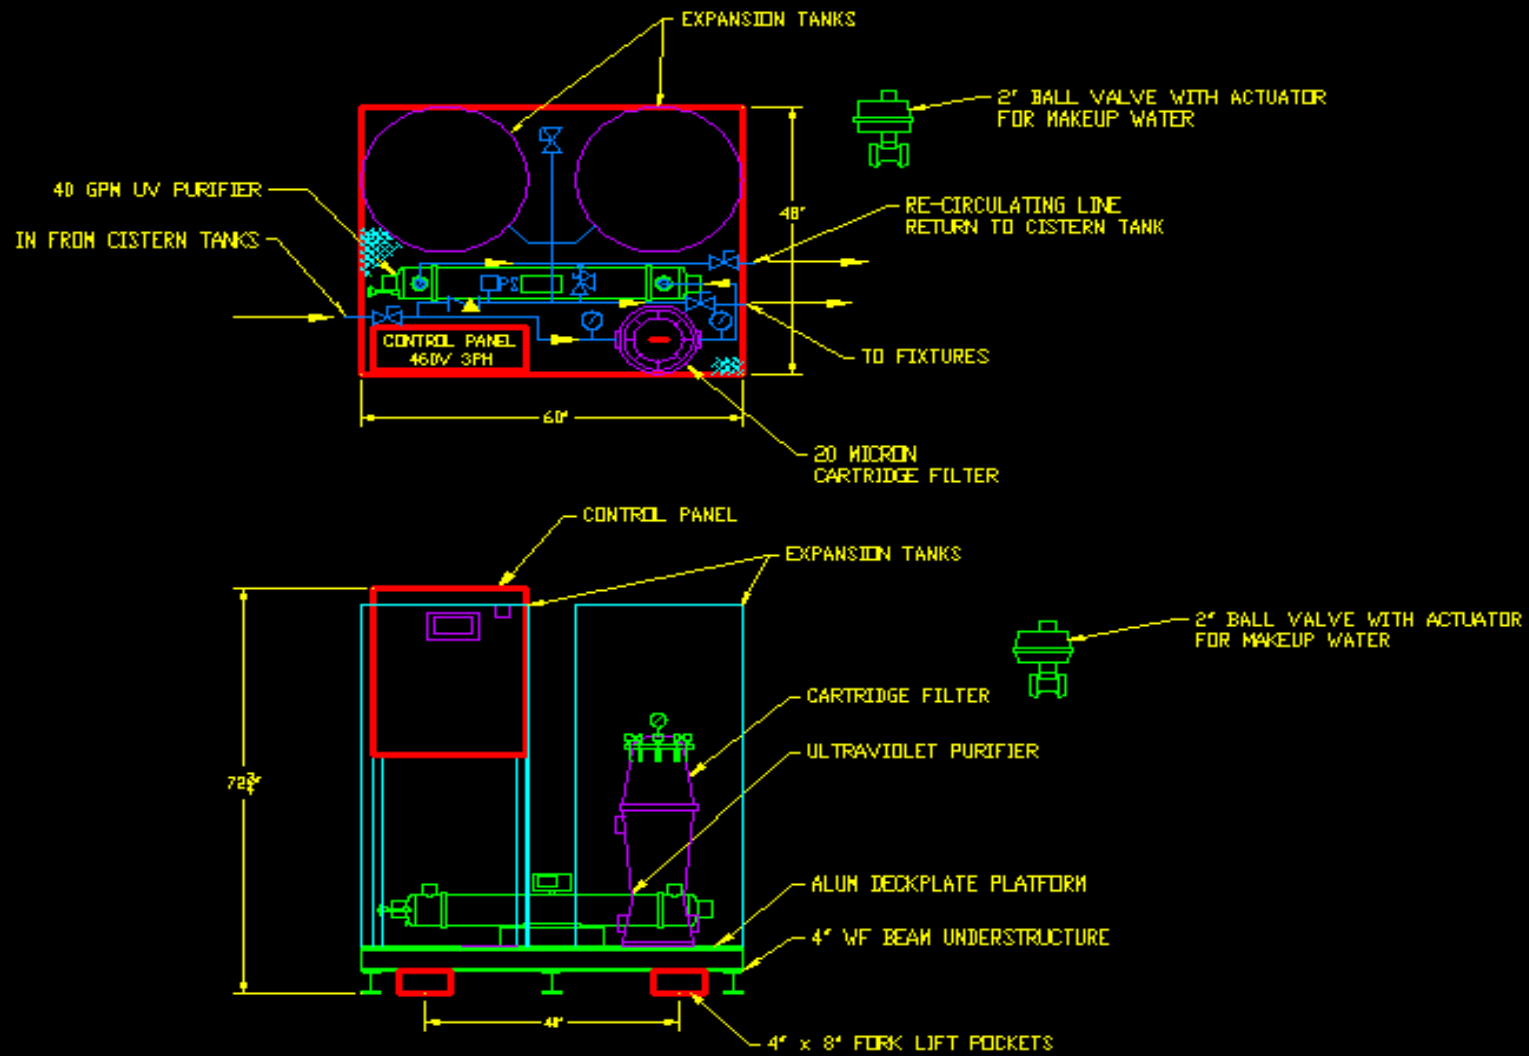 EXPANSION TANKS
2" BALL VALVE WITH ACTUATOR
FOR MAKEUP WATER
40 GPM UV PURIFIER
48"
RE-CIRCULATING LINE
RETURN TO CISTERN TANK
IN FROM CISTERN TANKS
PS
CONTROL PANEL
460V 3PH
TO FIXTURES
60"
20 MICRON
CARTRIDGE FILTER
CONTROL PANEL
EXPANSION TANKS
2" BALL VALVE WITH ACTUATOR
FOR MAKEUP WATER
CARTRIDGE FILTER
ULTRAVIOLET PURIFIER
ALUM DECKPLATE PLATFORM
4" WF BEAM UNDERSTRUCTURE
4" x 8" FORK LIFT POCKETS